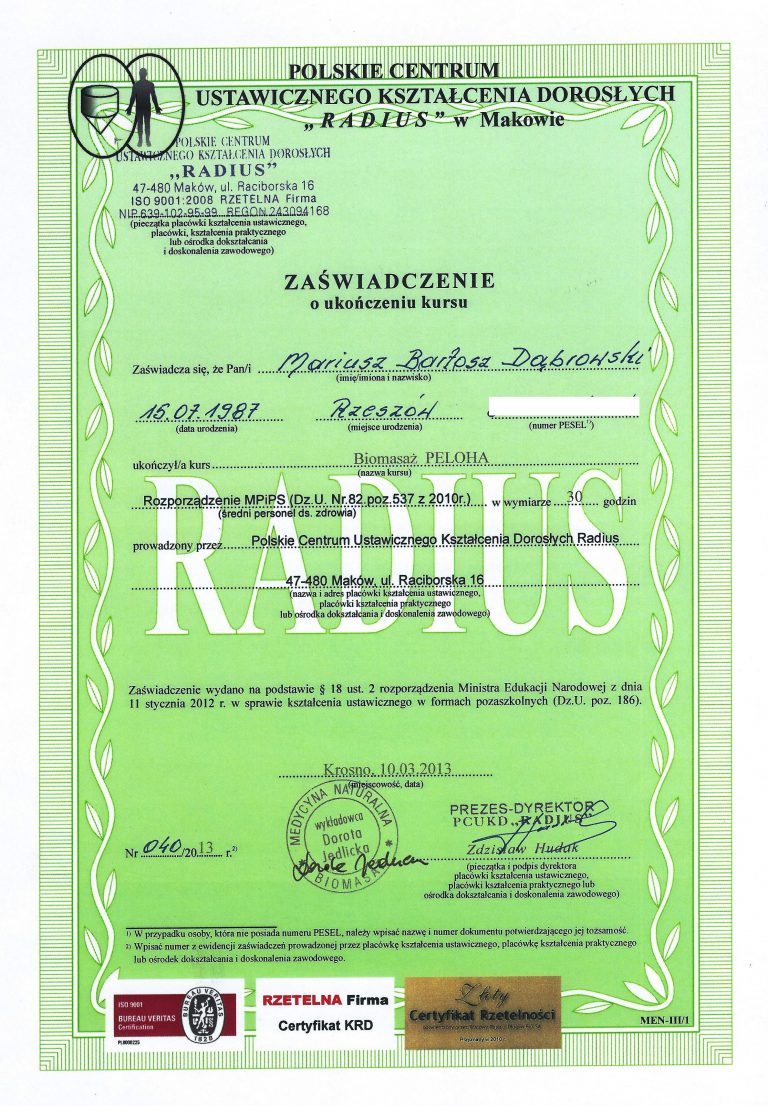 POLSKIE CENTRUM
USTAWICZNEGO KSZTAŁCENIA DOROSŁYCH
„RADIUS” w Makowie
POLSKIE CENTRUM
USTAWICZNEGO KSZTAŁCENIA DOROSŁYCH
„RADIUS”
47-480 Maków, ul. Raciborska 16
ISO 9001:2008 RZETELNA Firma
NIP 639-102-95-99 REGON 243094168
(pieczątka placówki kształcenia ustawicznego,
placówki, kształcenia praktycznego
lub ośrodka dokształcania
i doskonalenia zawodowego)
ZAŚWIADCZENIE
o ukończeniu kursu
Zaświadcza się, że Pan/i Mariusz Bartosz Dąbrowski
(imię/imiona i nazwisko)
15.07.1987 Rzeszów
(data urodzenia) (miejsce urodzenia) (numer PESEL¹⁾)
ukończył/a kurs Biomasaż PELOHA
(nazwa kursu)
Rozporządzenie MPiPS (Dz.U. Nr.82.poz.537 z 2010r.) w wymiarze 30 godzin
(średni personel ds. zdrowia)
prowadzony przez Polskie Centrum Ustawicznego Kształcenia Dorosłych Radius
47-480 Maków, ul. Raciborska 16
(nazwa i adres placówki kształcenia ustawicznego,
placówki kształcenia praktycznego
lub ośrodka dokształcania i doskonalenia zawodowego)
RADIUS
Zaświadczenie wydano na podstawie § 18 ust. 2 rozporządzenia Ministra Edukacji Narodowej z dnia
11 stycznia 2012 r. w sprawie kształcenia ustawicznego w formach pozaszkolnych (Dz.U. poz. 186).
Krosno, 10.03.2013
(miejscowość, data)
MEDYCYNA NATURALNA
wykładowca
Dorota
Jedlicka
BIOMASAŻ
Nr 040/2013 r.²⁾
PREZES-DYREKTOR
PCUKD „RADIUS”
Zdzisław Hudak
(pieczątka i podpis dyrektora
placówki kształcenia ustawicznego,
placówki kształcenia praktycznego lub
ośrodka dokształcania i doskonalenia zawodowego)
¹⁾ W przypadku osoby, która nie posiada numeru PESEL, należy wpisać nazwę i numer dokumentu potwierdzającego jej tożsamość.
²⁾ Wpisać numer z ewidencji zaświadczeń prowadzonej przez placówkę kształcenia ustawicznego, placówkę kształcenia praktycznego
lub ośrodek dokształcania i doskonalenia zawodowego.
ISO 9001
BUREAU VERITAS
Certification
PL0000225
BUREAU VERITAS
1828
RZETELNA Firma
Certyfikat KRD
Złoty
Certyfikat Rzetelności
Przyznany w 2010 r.
MEN-III/1